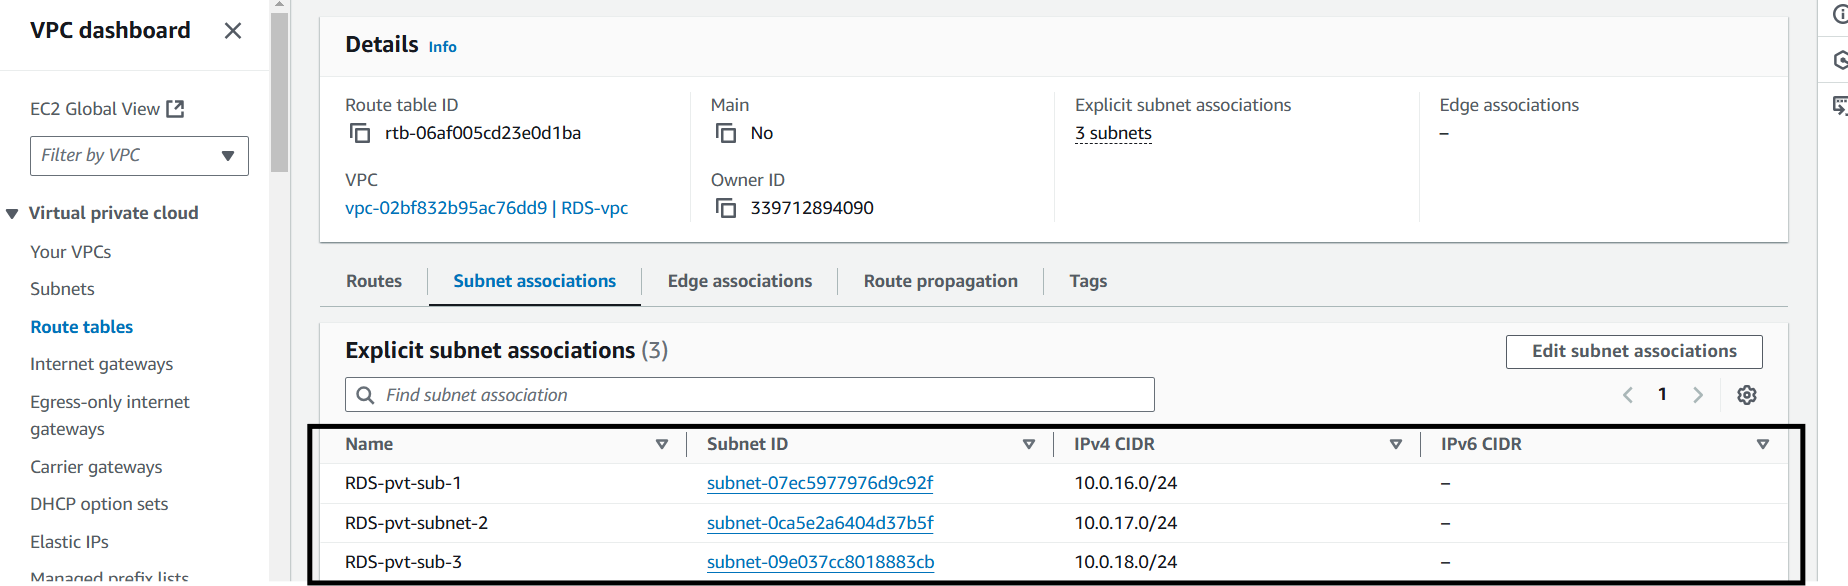 VPC dashboard
EC2 Global View
Filter by VPC
Virtual private cloud
Your VPCs
Subnets
Route tables
Internet gateways
Egress-only internet
gateways
Carrier gateways
DHCP option sets
Elastic IPs
Managed prefix lists
Details Info
Route table ID Main Explicit subnet associations Edge associations
rtb-06af005cd23e0d1ba No 3 subnets –
VPC Owner ID
vpc-02bf832b95ac76dd9 | RDS-vpc 339712894090
Routes Subnet associations Edge associations Route propagation Tags
Explicit subnet associations (3) Edit subnet associations
Find subnet association 1
Name Subnet ID IPv4 CIDR IPv6 CIDR
RDS-pvt-sub-1 subnet-07ec5977976d9c92f 10.0.16.0/24 –
RDS-pvt-subnet-2 subnet-0ca5e2a6404d37b5f 10.0.17.0/24 –
RDS-pvt-sub-3 subnet-09e037cc8018883cb 10.0.18.0/24 –